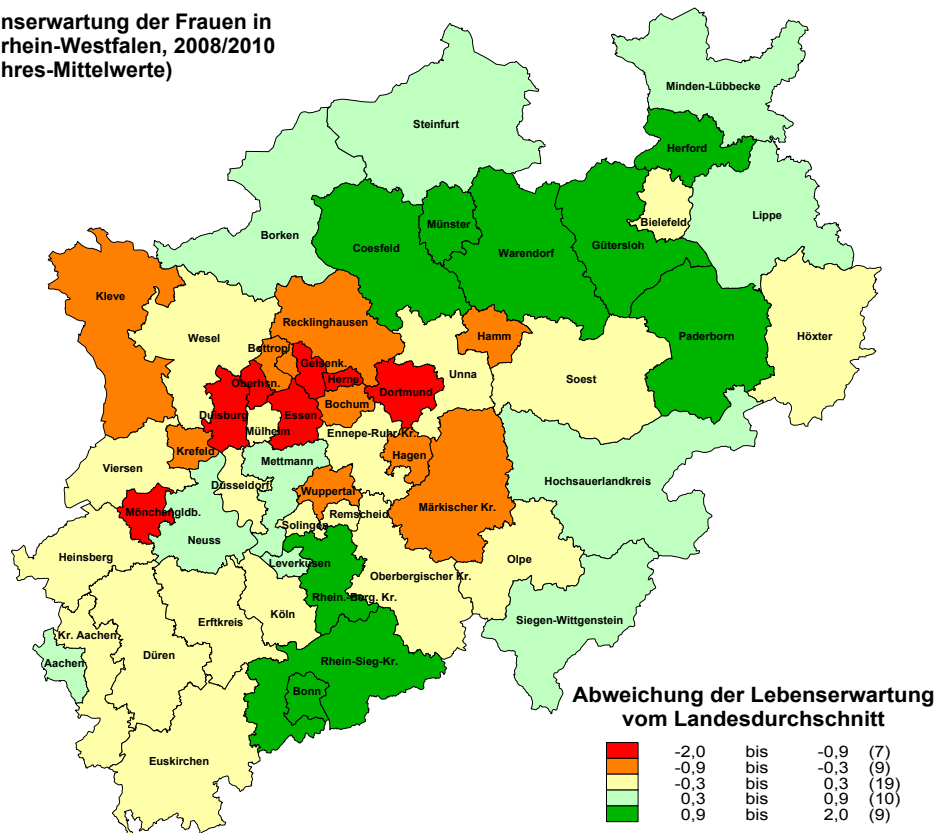 nserwartung der Frauen in
rhein-Westfalen, 2008/2010
hres-Mittelwerte)
Minden-Lübbecke
Steinfurt
Herford
Lippe
Bielefeld
Münster
Borken
Coesfeld
Warendorf
Gütersloh
Kleve
Recklinghausen
Wesel
Hamm
Paderborn
Höxter
Bottrop
Gelsenk.
Unna
Soest
Oberhsn.
Herne
Dortmund
Bochum
Duisburg
Essen
Mülheim
Ennepe-Ruhr-Kr.
Krefeld
Hagen
Viersen
Mettmann
Düsseldorf
Wuppertal
Hochsauerlandkreis
Mönchengldb.
Remscheid
Märkischer Kr.
Solingen
Neuss
Heinsberg
Leverkusen
Olpe
Oberbergischer Kr.
Rhein.-Berg. Kr.
Köln
Erftkreis
Siegen-Wittgenstein
Kr. Aachen
Düren
Aachen
Rhein-Sieg-Kr.
Bonn
Euskirchen
Abweichung der Lebenserwartung
vom Landesdurchschnitt
-2,0 bis -0,9 (7)
-0,9 bis -0,3 (9)
-0,3 bis 0,3 (19)
0,3 bis 0,9 (10)
0,9 bis 2,0 (9)